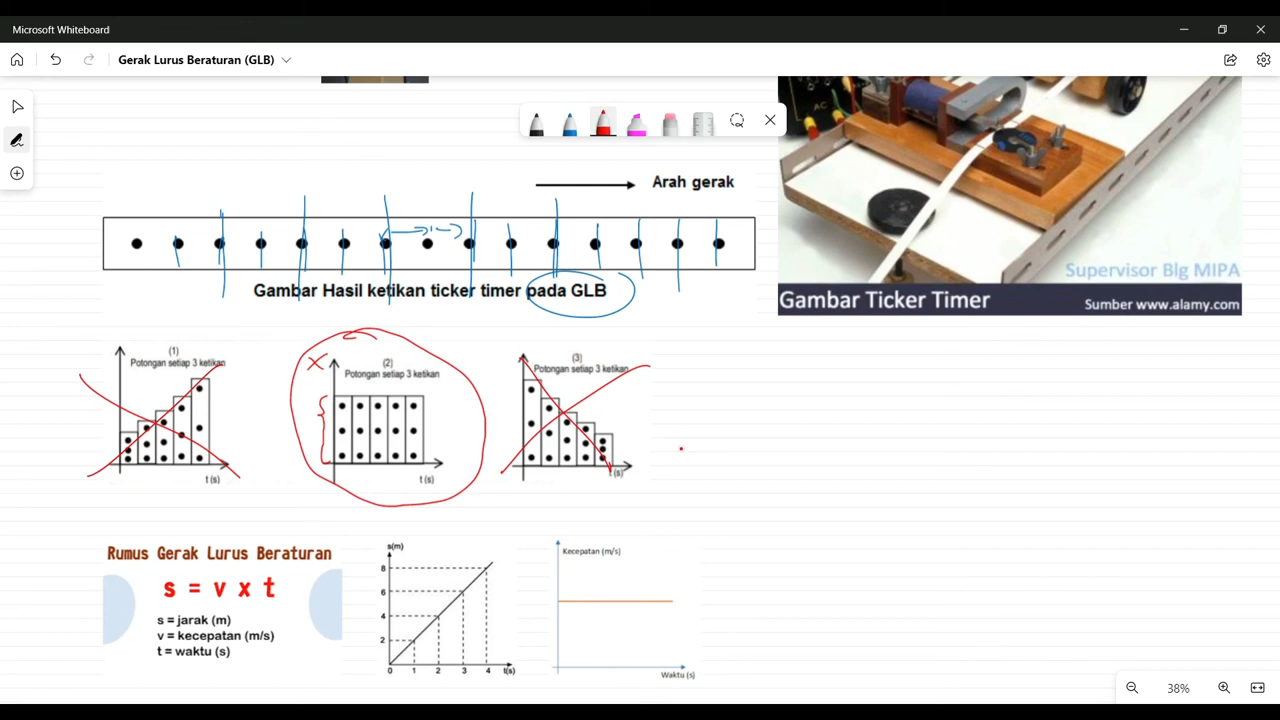 Microsoft Whiteboard
Gerak Lurus Beraturan (GLB)
AC
Arah gerak
Gambar Hasil ketikan ticker timer pada GLB
Supervisor Blg MIPA
Gambar Ticker Timer
Sumber www.alamy.com
(1)
Potongan setiap 3 ketikan
t (s)
X
(2)
Potongan setiap 3 ketikan
t (s)
(3)
Potongan setiap 3 ketikan
t (s)
Rumus Gerak Lurus Beraturan
s = v x t
s = jarak (m)
v = kecepatan (m/s)
t = waktu (s)
s(m)
8
6
4
2
0 1 2 3 4 t(s)
Kecepatan (m/s)
Waktu (s)
38%